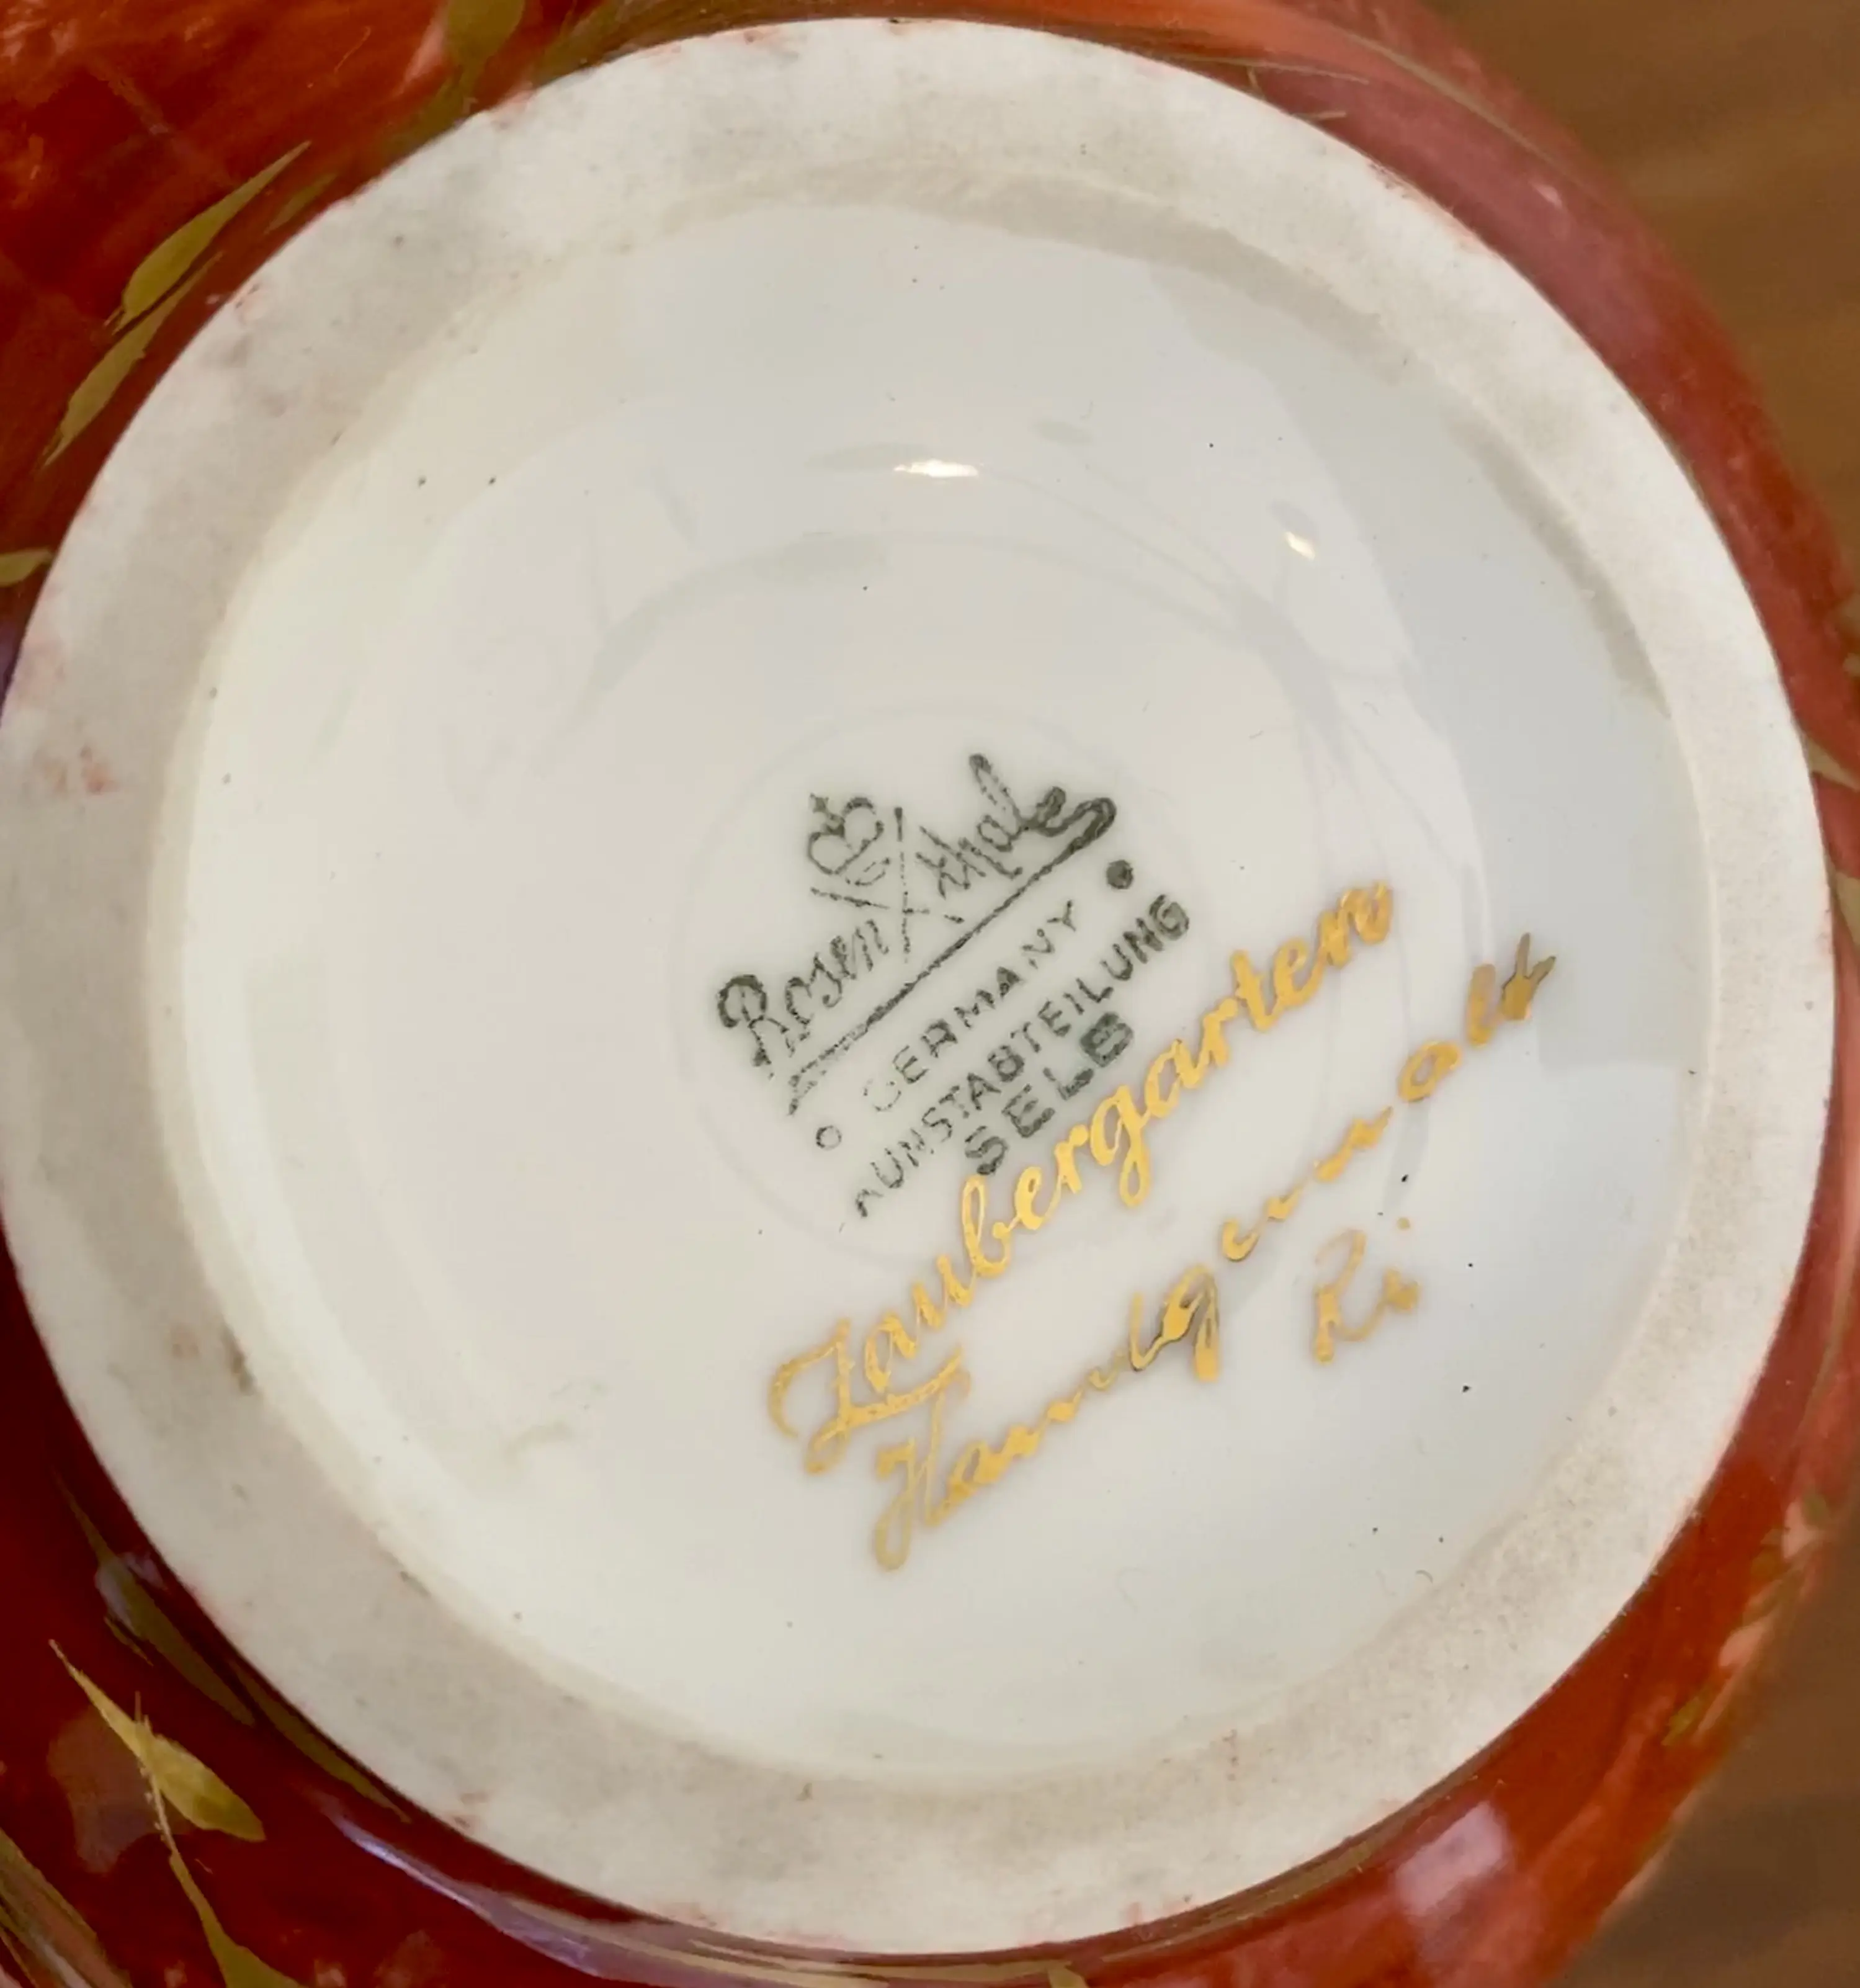 Rosenthal
GERMANY
KUNSTABTEILUNG
SELB
Zaubergarten
Handgemalt
Ri